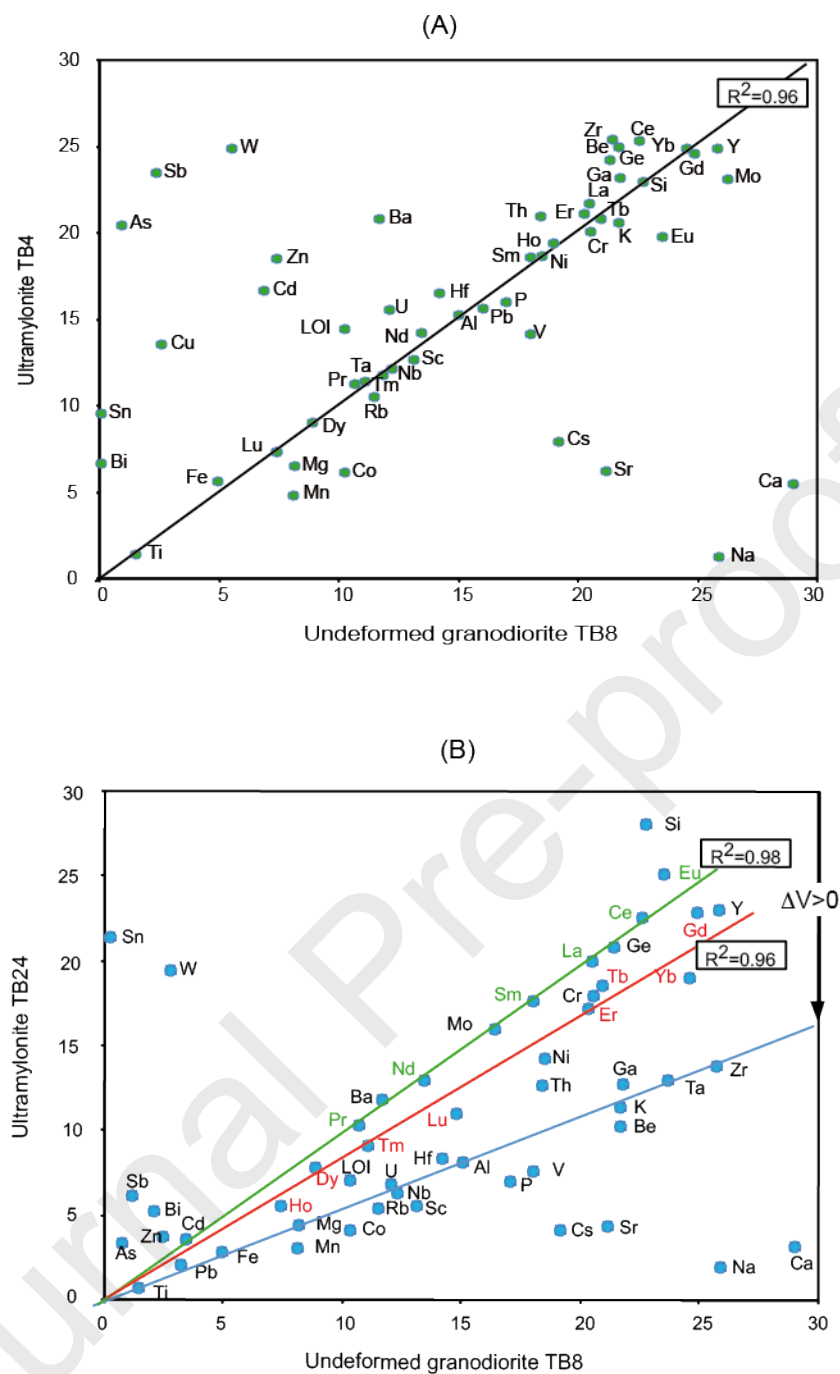 (A)
30
R²=0.96
Zr
Ce
W
Be
Yb
Y
Sb
Ge
Gd
Mo
25
Ga
Si
La
As
Ba
Th
Er
Tb
20
Ho
K
Eu
Zn
Sm
Ni
Cr
Cd
Hf
P
U
LOI
Al
Pb
15
Nd
V
Cu
Sc
Ta
Pr
Tm
Nb
Rb
Sn
10
Dy
Lu
Cs
Bi
Mg
Co
Sr
Fe
Ca
5
Mn
Ti
Na
0
0 5 10 15 20 25 30
Ultramylonite TB4
Undeformed granodiorite TB8
(B)
30
Si
R²=0.98
Eu
25
ΔV>0
Ce
Y
Sn
Gd
Ge
La
R²=0.96
W
Tb
Yb
20
Sm
Cr
Er
Mo
15
Ni
Nd
Ga
Zr
Ba
Th
Ta
K
Lu
Pr
Be
10
Tm
Hf
LOI
Al
V
Dy
U
P
Sb
Nb
Ho
Rb
Sc
5
Bi
Cd
Mg
Cs
Sr
Zn
Co
As
Fe
Mn
Ca
Pb
Na
Ti
0
0 5 10 15 20 25 30
Ultramylonite TB24
Undeformed granodiorite TB8
urnal Pre-proof